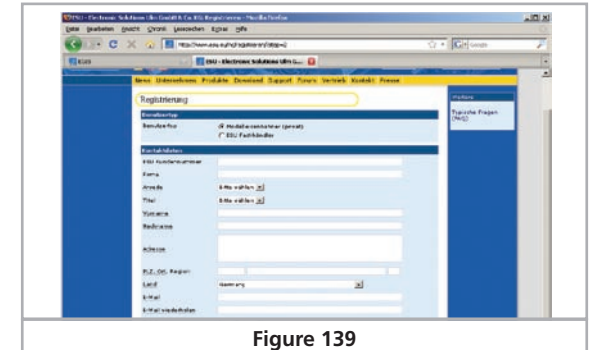 ESU - Electronic Solutions Ulm GmbH & Co. KG Registrieren - Mozilla Firefox
Datei Bearbeiten Ansicht Chronik Lesezeichen Extras Hilfe
Google
ESU - Electronic Solutions Ulm G...
News Unternehmen Produkte Download Support Forum Vertrieb Kontakt Presse
Registrierung
Weitere
Typische Fragen
(FAQ)
Benutzertyp
Benutzertyp
Modelleisenbahner (privat)
ESU Fachhändler
Kontaktdaten
ESU Kundennummer
Firma
Anrede Bitte wählen
Titel Bitte wählen
Vorname
Nachname
Adresse
PLZ, Ort, Region
Land Germany
E-Mail
E-Mail wiederholen
Figure 139